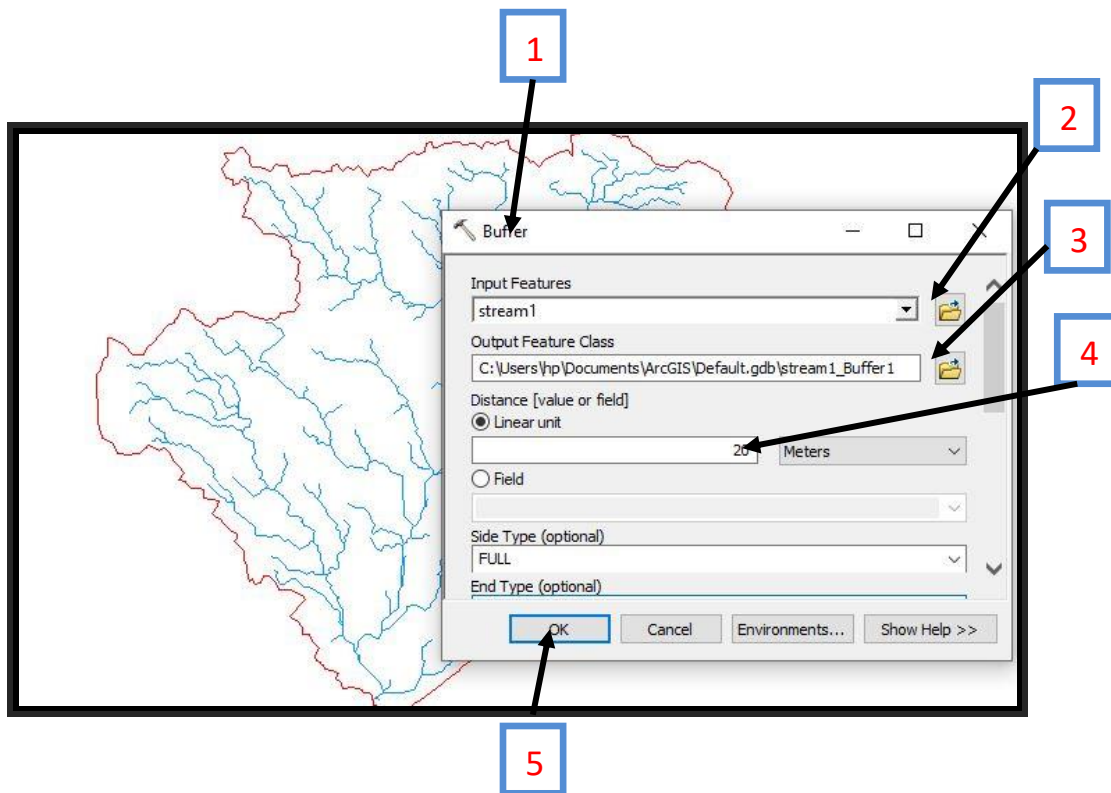 1
2
Buffer
3
Input Features
stream1
Output Feature Class
4
C:\Users\hp\Documents\ArcGIS\Default.gdb\stream1_Buffer1
Distance [value or field]
Linear unit
20 Meters
Field
Side Type (optional)
FULL
End Type (optional)
OK Cancel Environments... Show Help >>
5